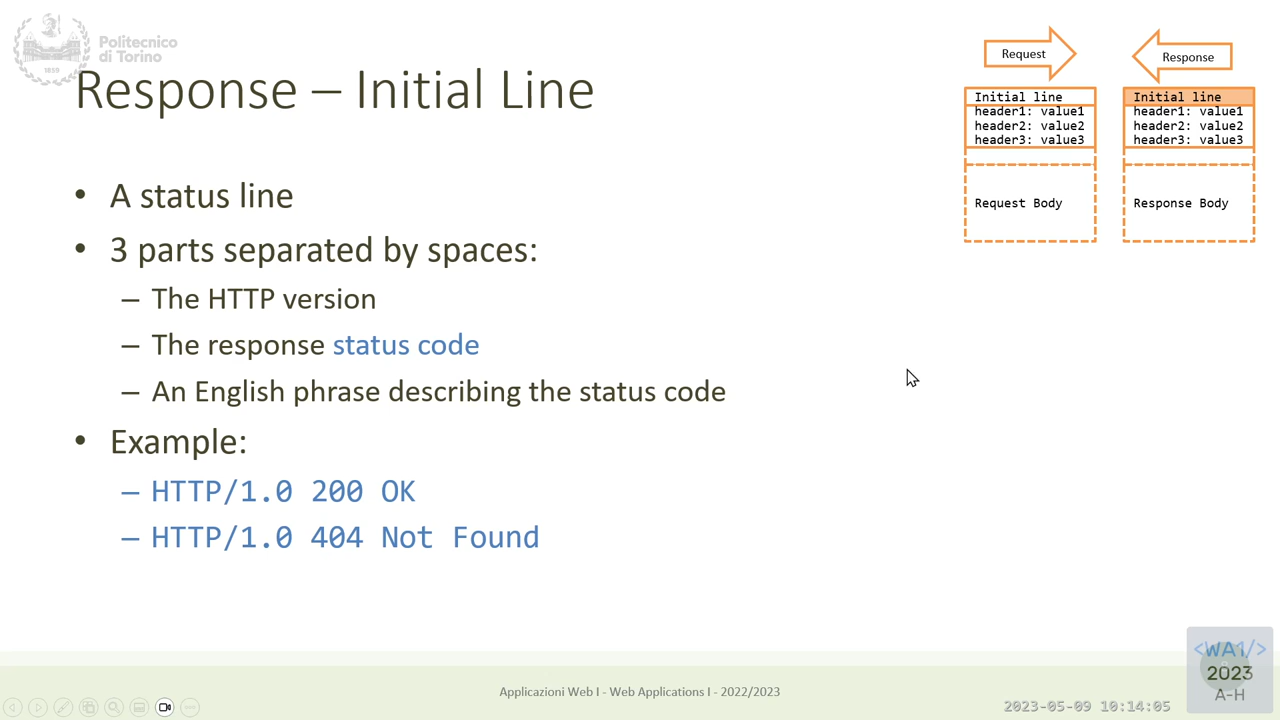 Politecnico
di Torino
1859
Response – Initial Line
Request
Response
Initial line
header1: value1
header2: value2
header3: value3
Request Body
Initial line
header1: value1
header2: value2
header3: value3
Response Body
• A status line
• 3 parts separated by spaces:
– The HTTP version
– The response status code
– An English phrase describing the status code
• Example:
– HTTP/1.0 200 OK
– HTTP/1.0 404 Not Found
Applicazioni Web I - Web Applications I - 2022/2023
2023-05-09 10:14:05
<WA1/>
2023
A-H